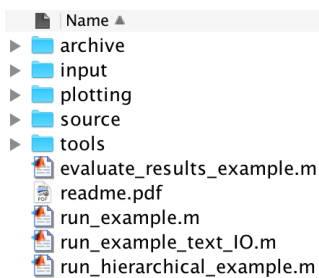 Name
archive
input
plotting
source
tools
evaluate_results_example.m
readme.pdf
run_example.m
run_example_text_IO.m
run_hierarchical_example.m